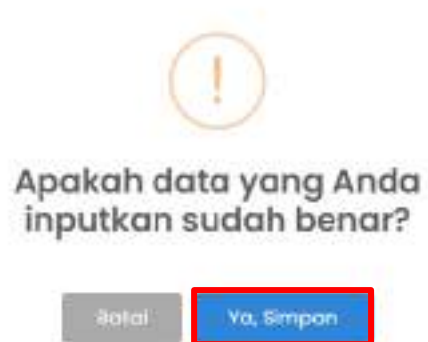 !
Apakah data yang Anda
inputkan sudah benar?
Batal
Ya, Simpan